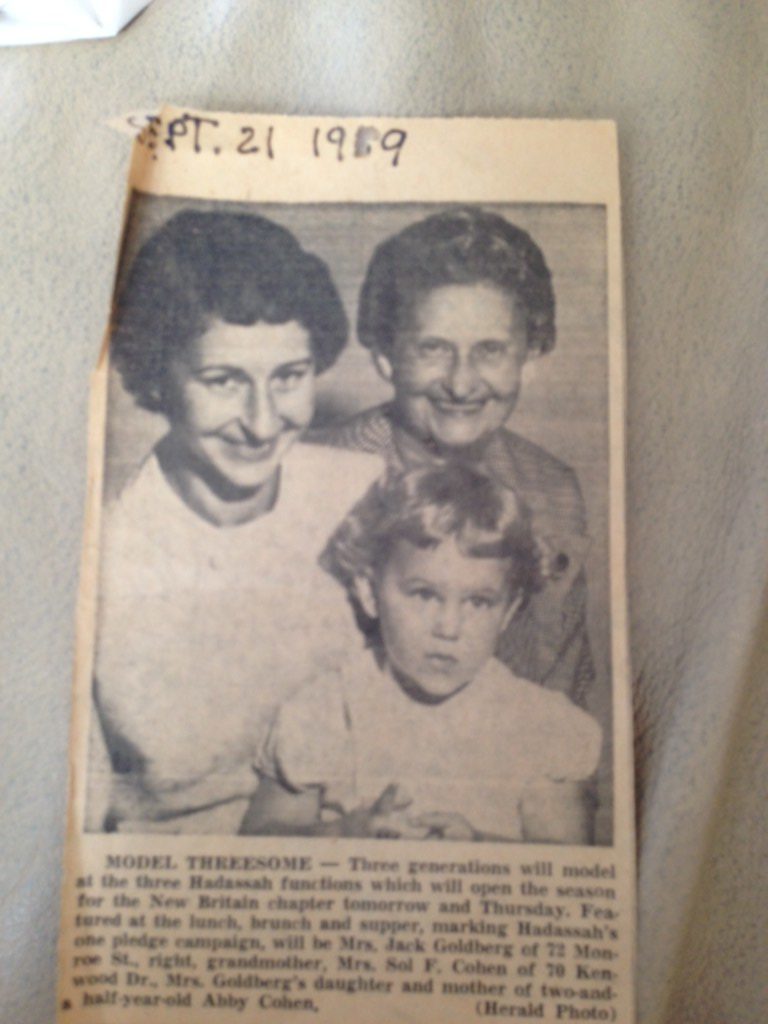 SEPT. 21 1959
MODEL THREESOME — Three generations will model
at the three Hadassah functions which will open the season
for the New Britain chapter tomorrow and Thursday. Fea-
tured at the lunch, brunch and supper, marking Hadassah's
one pledge campaign, will be Mrs. Jack Goldberg of 72 Mon-
roe St., right, grandmother, Mrs. Sol F. Cohen of 70 Ken-
wood Dr., Mrs. Goldberg's daughter and mother of two-and-
a half-year-old Abby Cohen, (Herald Photo)